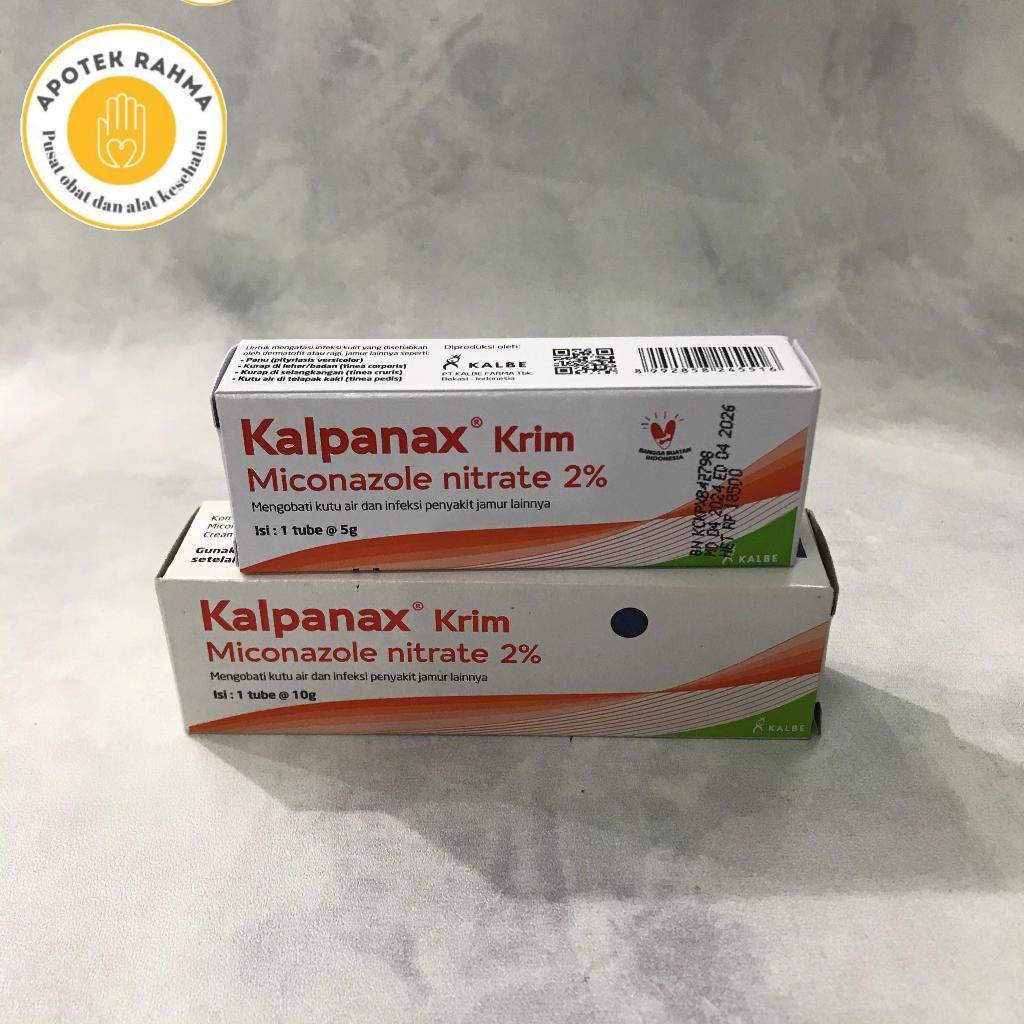 APOTEK RAHMA
Pusat obat dan alat kesehatan
Untuk mengatasi infeksi kulit yang disebabkan
oleh dermatofit atau ragi, jamur lainnya seperti:
- Panu (pityriasis versicolor)
- Kurap di leher/badan (tinea corporis)
- Kurap di selangkangan (tinea cruris)
- Kutu air di telapak kaki (tinea pedis)
Diproduksi oleh:
KALBE
PT KALBE FARMA Tbk.
Bekasi - Indonesia
Kalpanax® Krim
Miconazole nitrate 2%
Mengobati kutu air dan infeksi penyakit jamur lainnya
Isi : 1 tube @ 5g
BANGGA BUATAN
INDONESIA
MD 04 2024 ED 04 2026
HET RP 18500
KALBE
Cream
Kalpanax® Krim
Miconazole nitrate 2%
Mengobati kutu air dan infeksi penyakit jamur lainnya
Isi : 1 tube @ 10g
KALBE